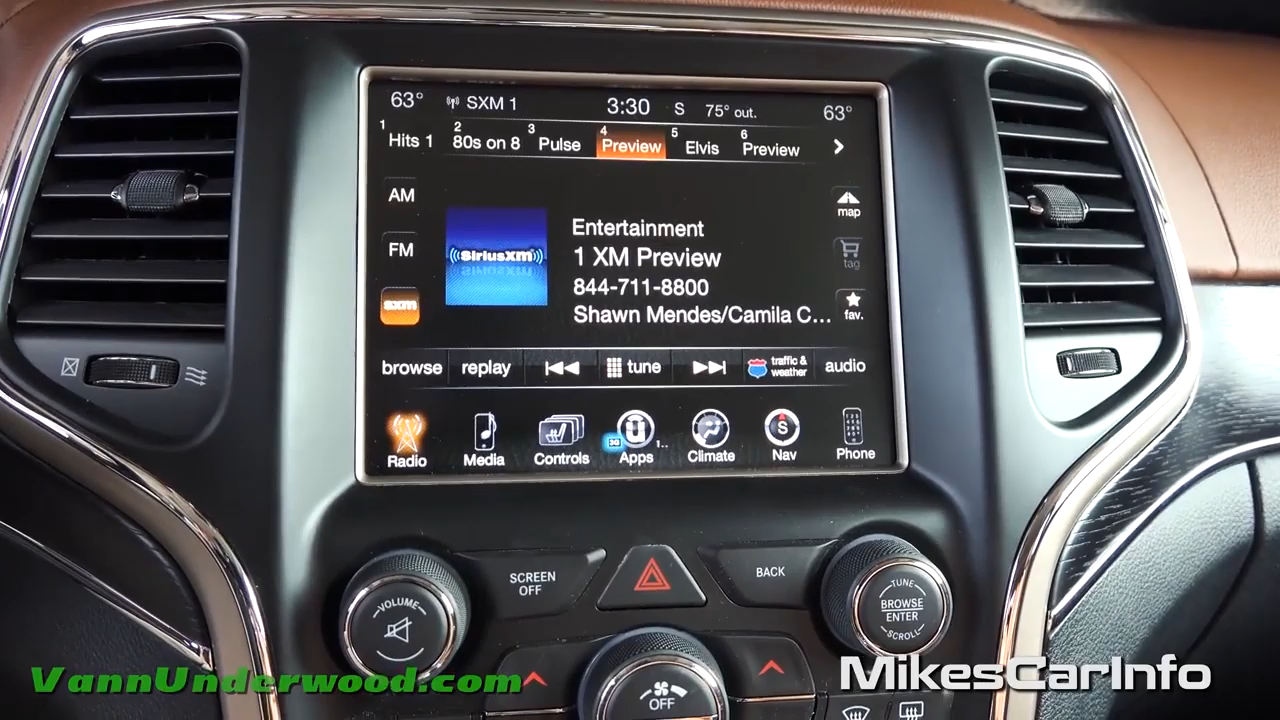 63° SXM 1 3:30 S 75° out. 63°
1 Hits 1 2 80s on 8 3 Pulse 4 Preview 5 Elvis 6 Preview
AM
map
FM
tag
sxm
fav.
((SiriusXM))
Entertainment
1 XM Preview
844-711-8800
Shawn Mendes/Camila C...
browse replay tune traffic & weather audio
Radio Media Controls 3G Apps 1.. Climate S Nav Phone
VOLUME
SCREEN
OFF
BACK
TUNE
BROWSE
ENTER
SCROLL
OFF
VannUnderwood.com
MikesCarInfo